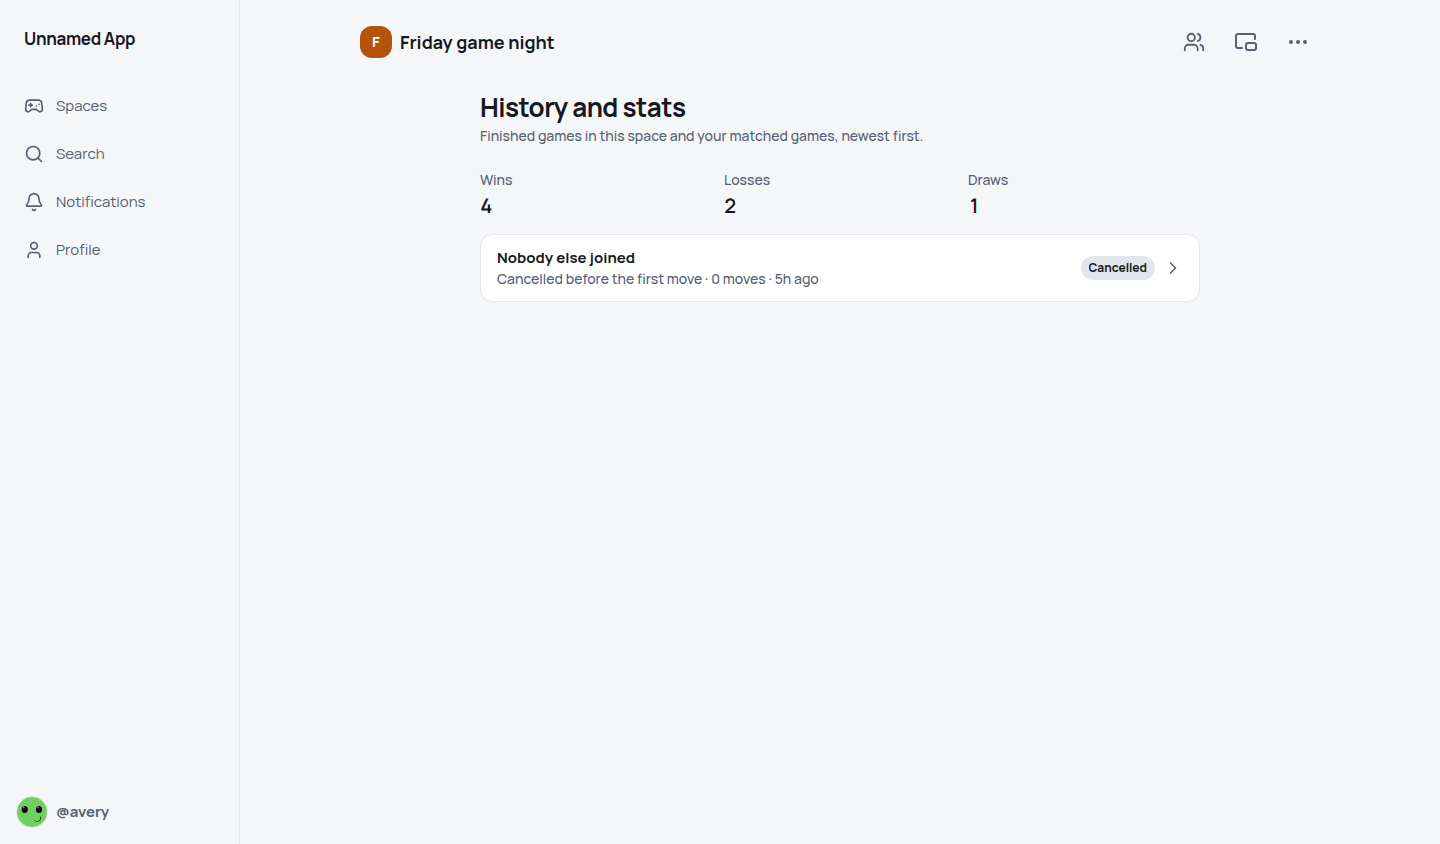 Unnamed App
Spaces
Search
Notifications
Profile
@avery
F
Friday game night
History and stats
Finished games in this space and your matched games, newest first.
Wins
4
Losses
2
Draws
1
Nobody else joined
Cancelled before the first move · 0 moves · 5h ago
Cancelled